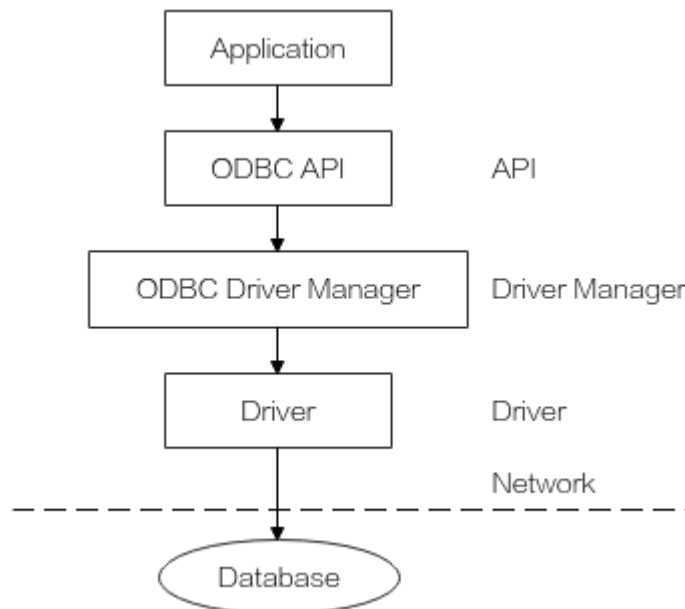 Application
ODBC API
API
ODBC Driver Manager
Driver Manager
Driver
Driver
Network
Database